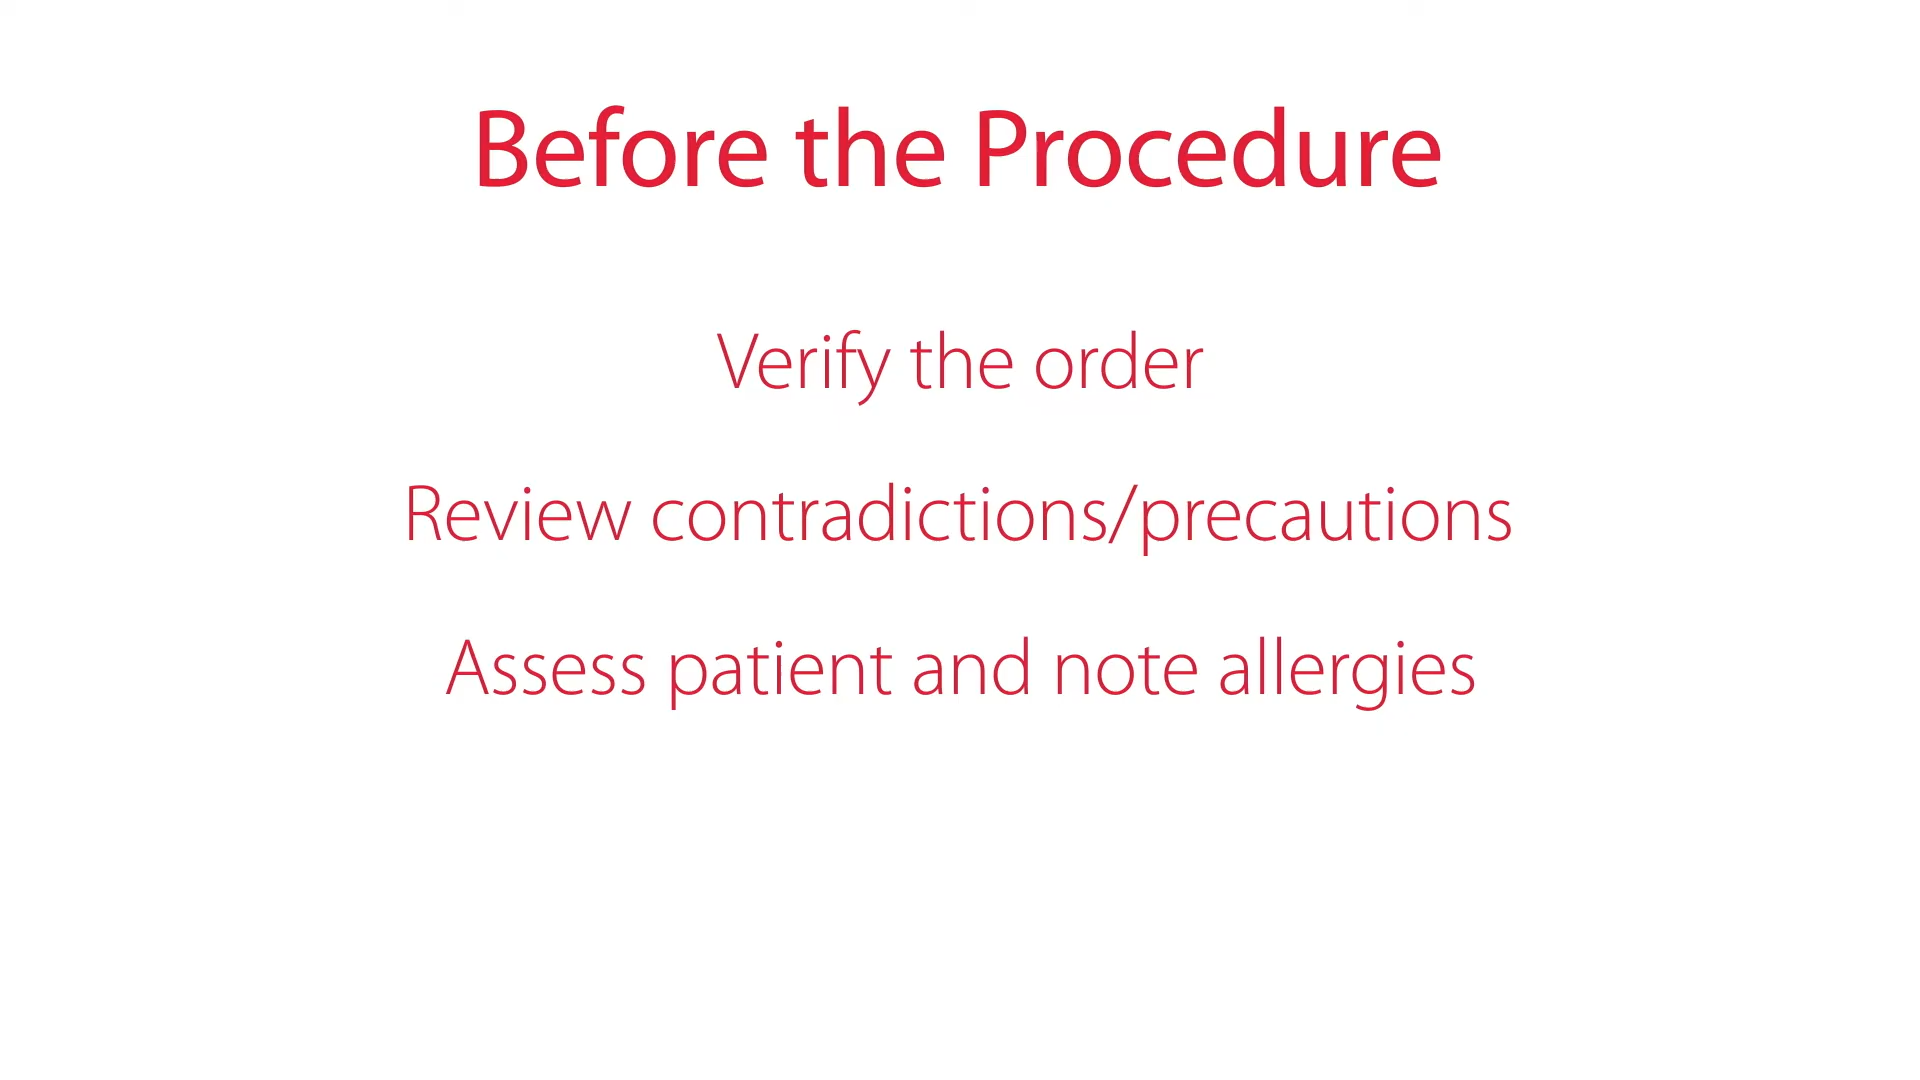 Before the Procedure
Verify the order
Review contradictions/precautions
Assess patient and note allergies